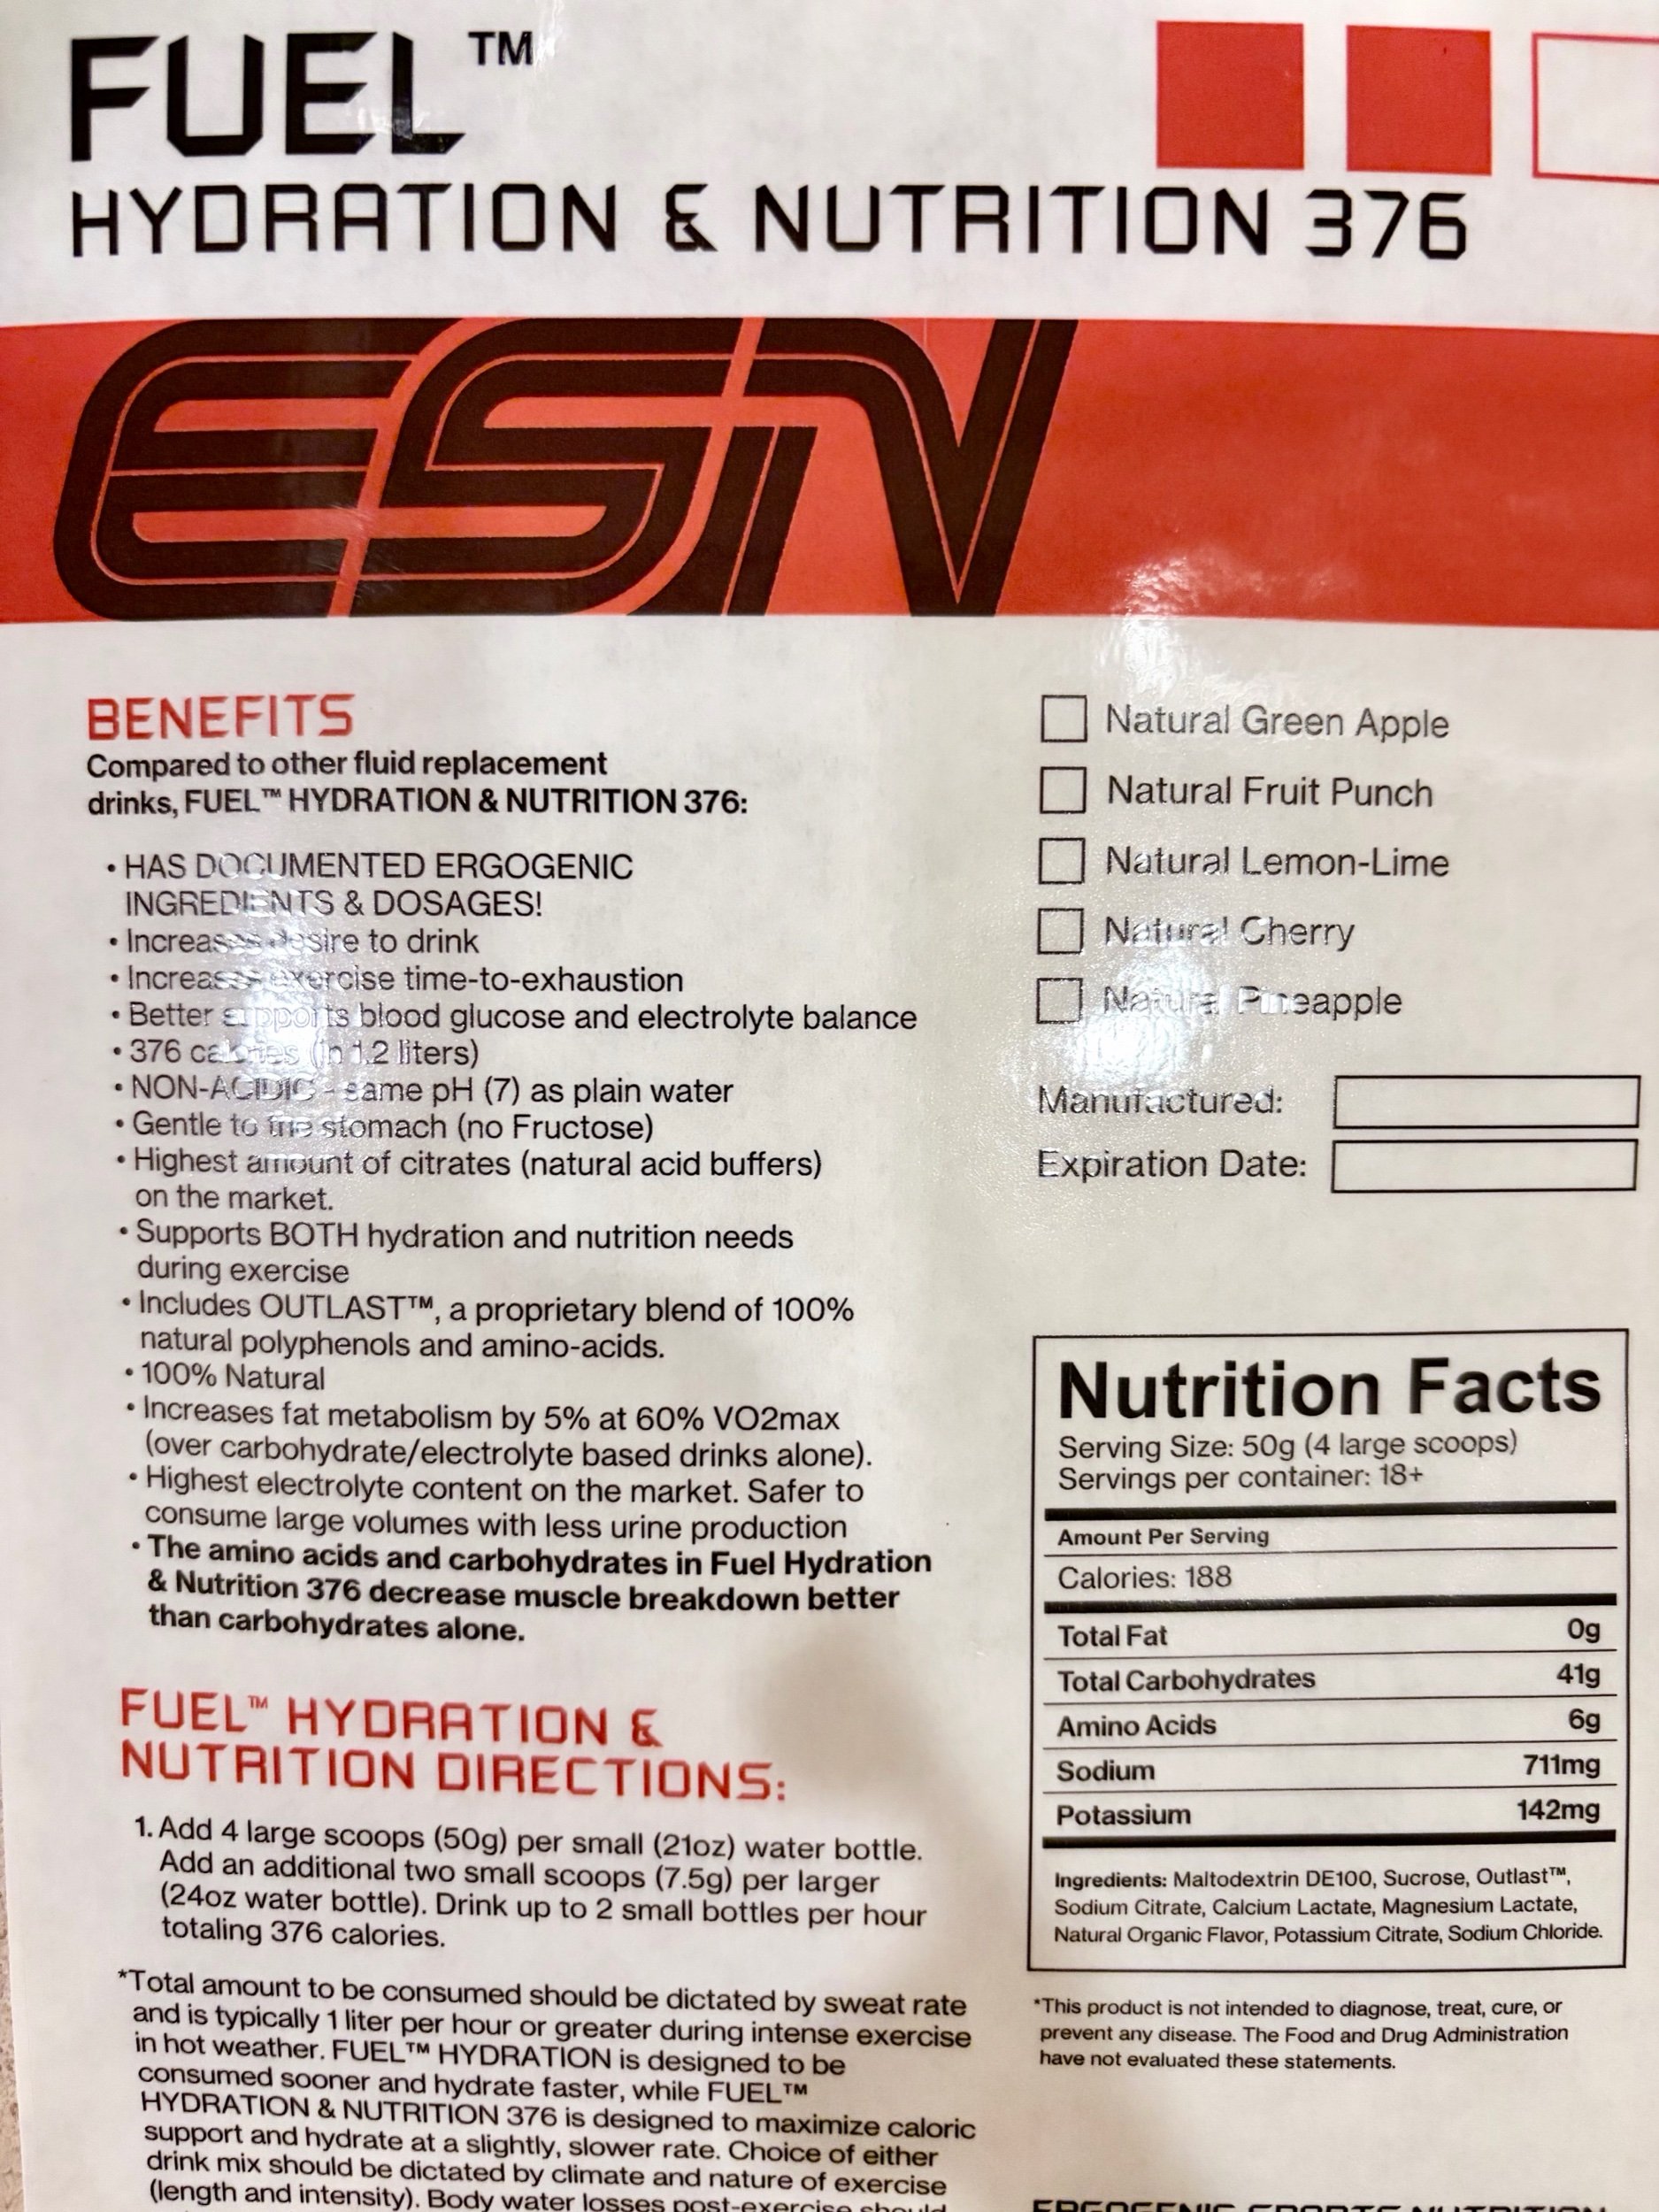 FUEL™
HYDRATION & NUTRITION 376
ESN
BENEFITS
Compared to other fluid replacement
drinks, FUEL™ HYDRATION & NUTRITION 376:
• HAS DOCUMENTED ERGOGENIC
INGREDIENTS & DOSAGES!
• Increases desire to drink
• Increases exercise time-to-exhaustion
• Better supports blood glucose and electrolyte balance
• 376 calories (in 1.2 liters)
• NON-ACIDIC - same pH (7) as plain water
• Gentle to the stomach (no Fructose)
• Highest amount of citrates (natural acid buffers)
on the market.
• Supports BOTH hydration and nutrition needs
during exercise
• Includes OUTLAST™, a proprietary blend of 100%
natural polyphenols and amino-acids.
• 100% Natural
• Increases fat metabolism by 5% at 60% VO2max
(over carbohydrate/electrolyte based drinks alone).
• Highest electrolyte content on the market. Safer to
consume large volumes with less urine production
• The amino acids and carbohydrates in Fuel Hydration
& Nutrition 376 decrease muscle breakdown better
than carbohydrates alone.
FUEL™ HYDRATION &
NUTRITION DIRECTIONS:
1. Add 4 large scoops (50g) per small (21oz) water bottle.
Add an additional two small scoops (7.5g) per larger
(24oz water bottle). Drink up to 2 small bottles per hour
totaling 376 calories.
*Total amount to be consumed should be dictated by sweat rate
and is typically 1 liter per hour or greater during intense exercise
in hot weather. FUEL™ HYDRATION is designed to be
consumed sooner and hydrate faster, while FUEL™
HYDRATION & NUTRITION 376 is designed to maximize caloric
support and hydrate at a slightly, slower rate. Choice of either
drink mix should be dictated by climate and nature of exercise
(length and intensity). Body water losses post-exercise should
Natural Green Apple
Natural Fruit Punch
Natural Lemon-Lime
Natural Cherry
Natural Pineapple
Manufactured:
Expiration Date:
Nutrition Facts
Serving Size: 50g (4 large scoops)
Servings per container: 18+
Amount Per Serving
Calories: 188
Total Fat 0g
Total Carbohydrates 41g
Amino Acids 6g
Sodium 711mg
Potassium 142mg
Ingredients: Maltodextrin DE100, Sucrose, Outlast™,
Sodium Citrate, Calcium Lactate, Magnesium Lactate,
Natural Organic Flavor, Potassium Citrate, Sodium Chloride.
*This product is not intended to diagnose, treat, cure, or
prevent any disease. The Food and Drug Administration
have not evaluated these statements.
ERGOGENIC SPORTS NUTRITION